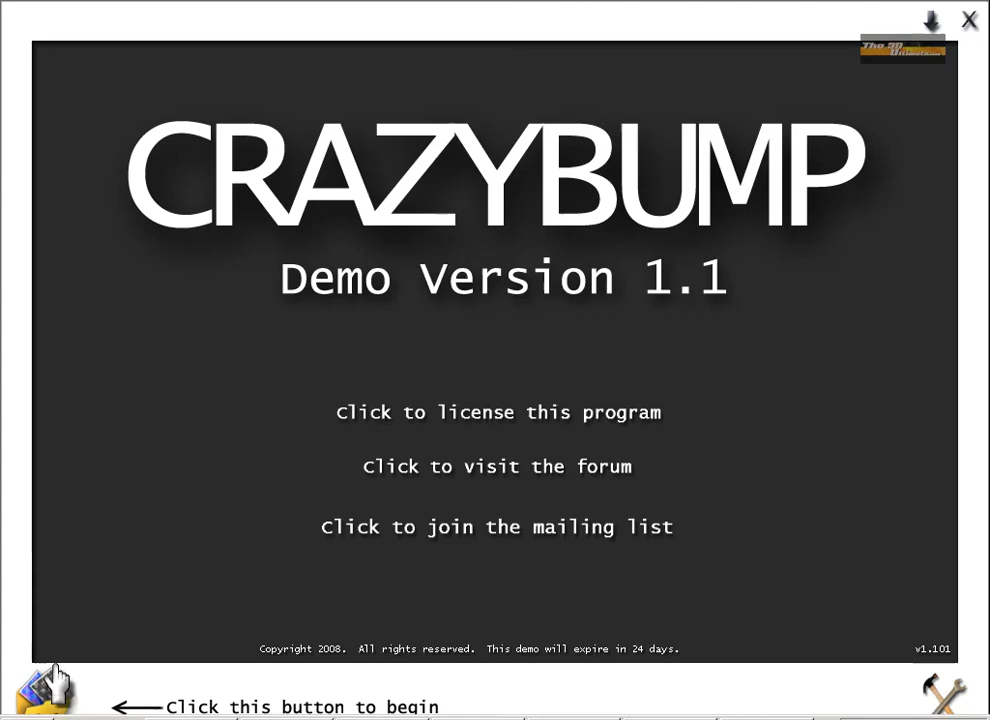 X
The 3D
CRAZYBUMP
Demo Version 1.1
Click to license this program
Click to visit the forum
Click to join the mailing list
Copyright 2008. All rights reserved. This demo will expire in 24 days.
v1.101
Click this button to begin